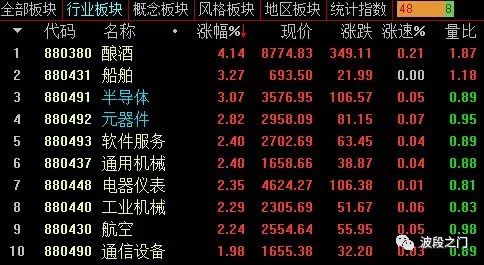 全部板块 行业板块 概念板块 风格板块 地区板块 统计指数 48 8
代码 名称 涨幅%↓ 现价 涨跌 涨速% 量比
1 880380 酿酒 4.14 8774.83 349.11 0.21 1.87
2 880431 船舶 3.27 693.50 21.99 0.00 1.18
3 880491 半导体 3.07 3576.95 106.57 0.05 0.89
4 880492 元器件 2.82 2958.09 81.15 0.07 0.95
5 880493 软件服务 2.40 2702.69 63.45 0.04 0.89
6 880437 通用机械 2.40 1658.66 38.87 0.04 0.88
7 880448 电器仪表 2.35 4624.27 106.38 0.01 0.81
8 880440 工业机械 2.29 2305.69 51.67 0.06 0.83
9 880430 航空 2.24 2554.64 55.95 0.05 0.98
10 880490 通信设备 1.98 1655.38 32.20 0.03 0.89
波段之门